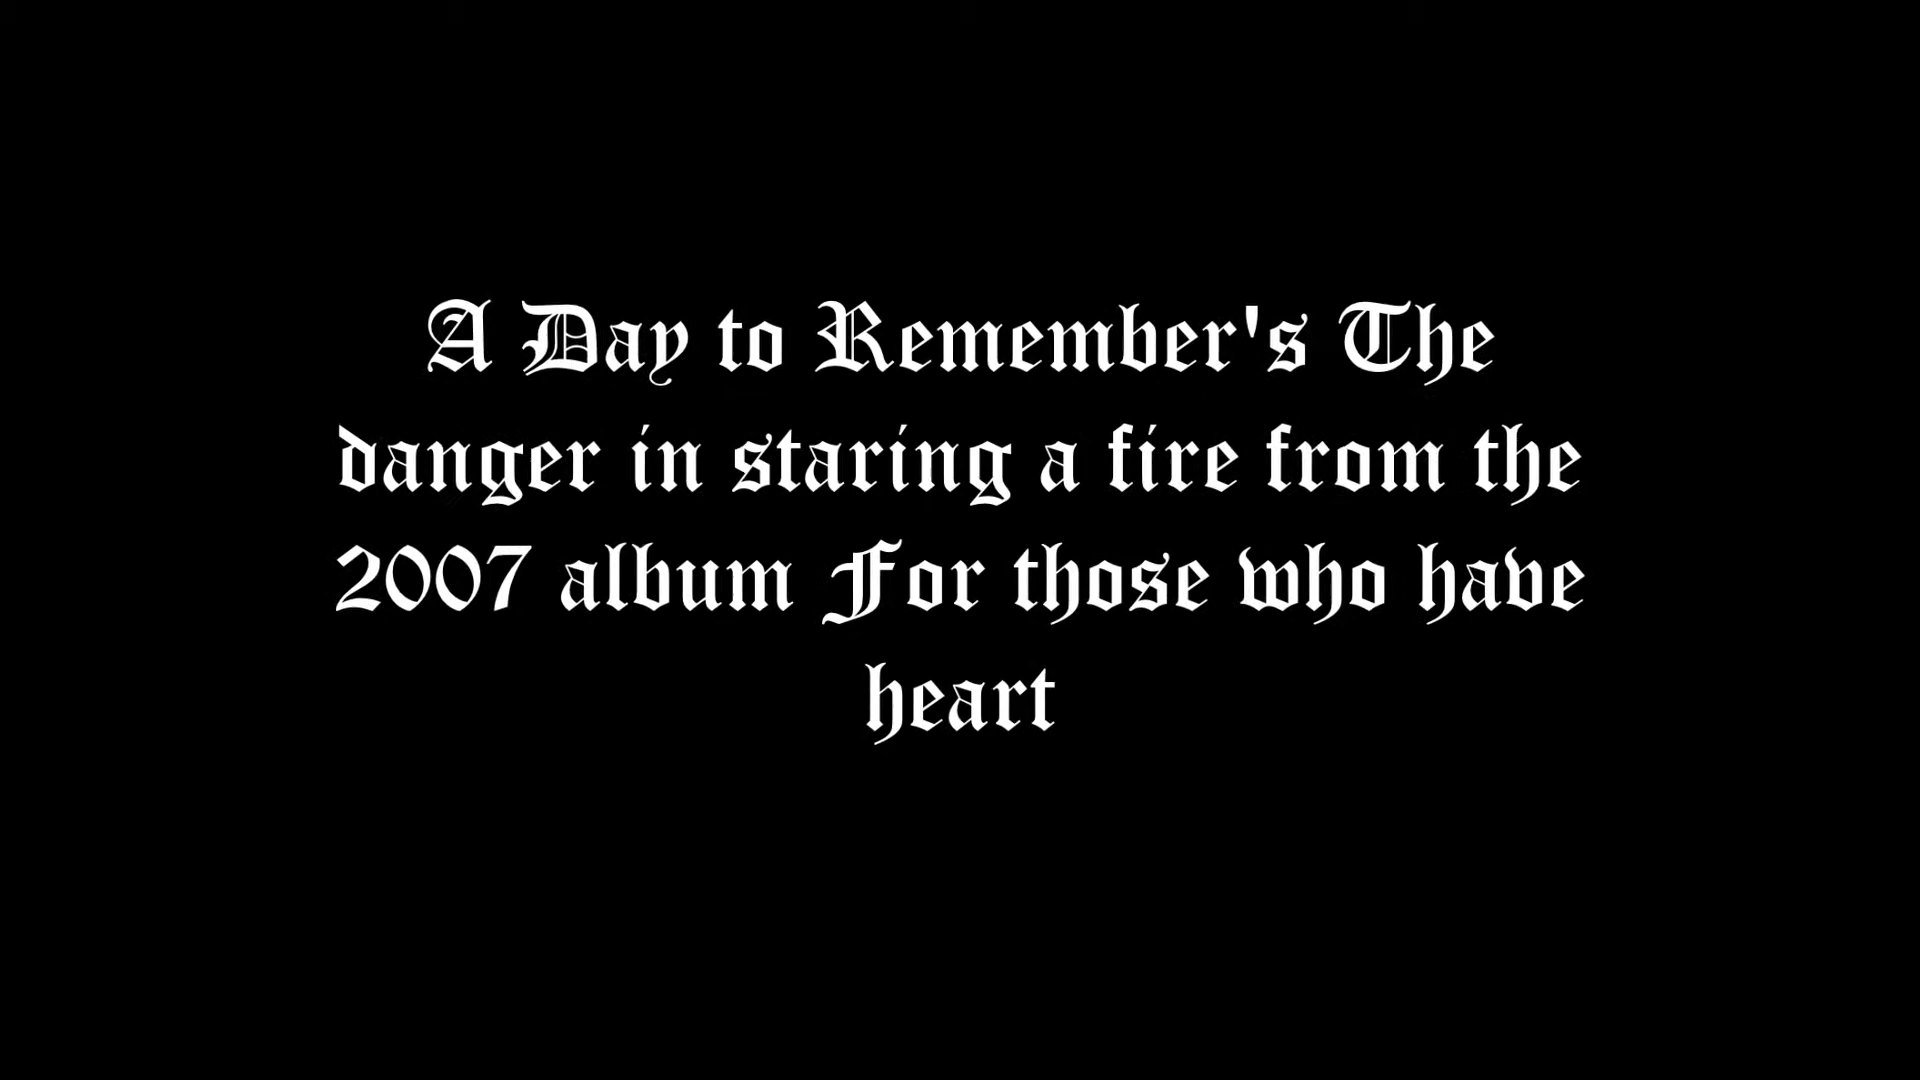 A Day to Remember's The
danger in staring a fire from the
2007 album For those who have
heart